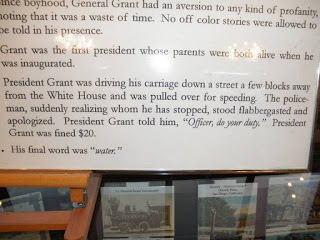 ince boyhood, General Grant had an aversion to any kind of profanity,
noting that it was a waste of time. No off color stories were allowed to
be told in his presence.
Grant was the first president whose parents were both alive when he
was inaugurated.
President Grant was driving his carriage down a street a few blocks away
from the White House and was pulled over for speeding. The police-
man, suddenly realizing whom he has stopped, stood flabbergasted and
apologized. President Grant told him, “Officer, do your duty.” President
Grant was fined $20.
• His final word was “water.”